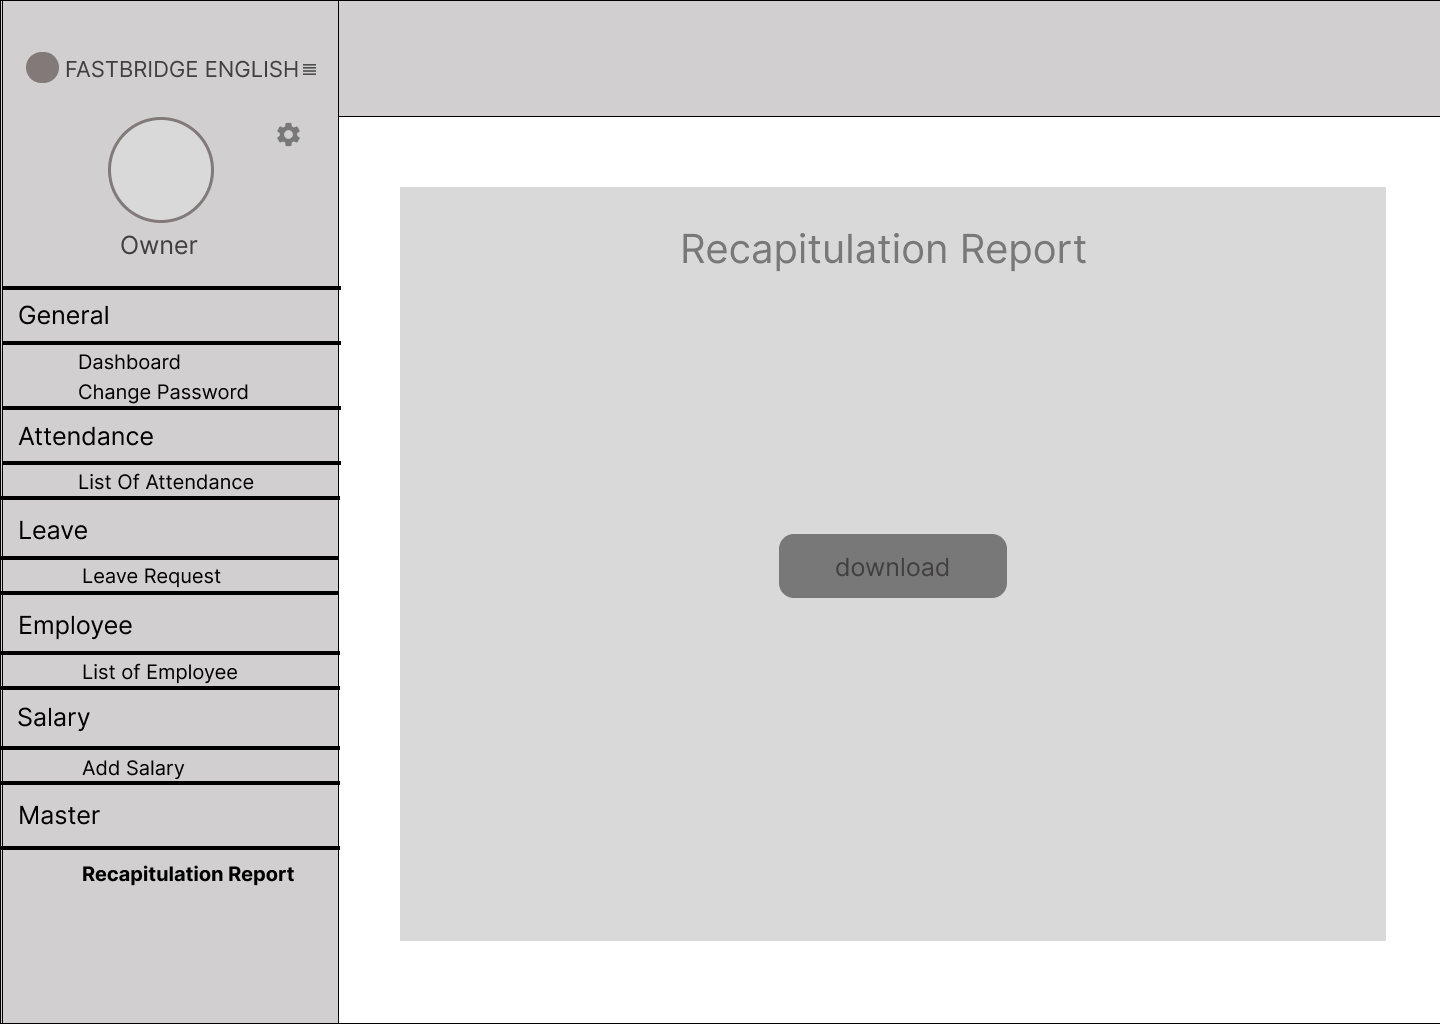 FASTBRIDGE ENGLISH
Owner
General
Dashboard
Change Password
Attendance
List Of Attendance
Leave
Leave Request
Employee
List of Employee
Salary
Add Salary
Master
Recapitulation Report
Recapitulation Report
download